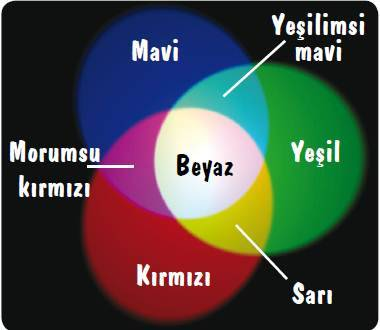 Mavi
Yeşilimsi
mavi
Morumsu
kırmızı
Beyaz
Yeşil
Kırmızı
Sarı